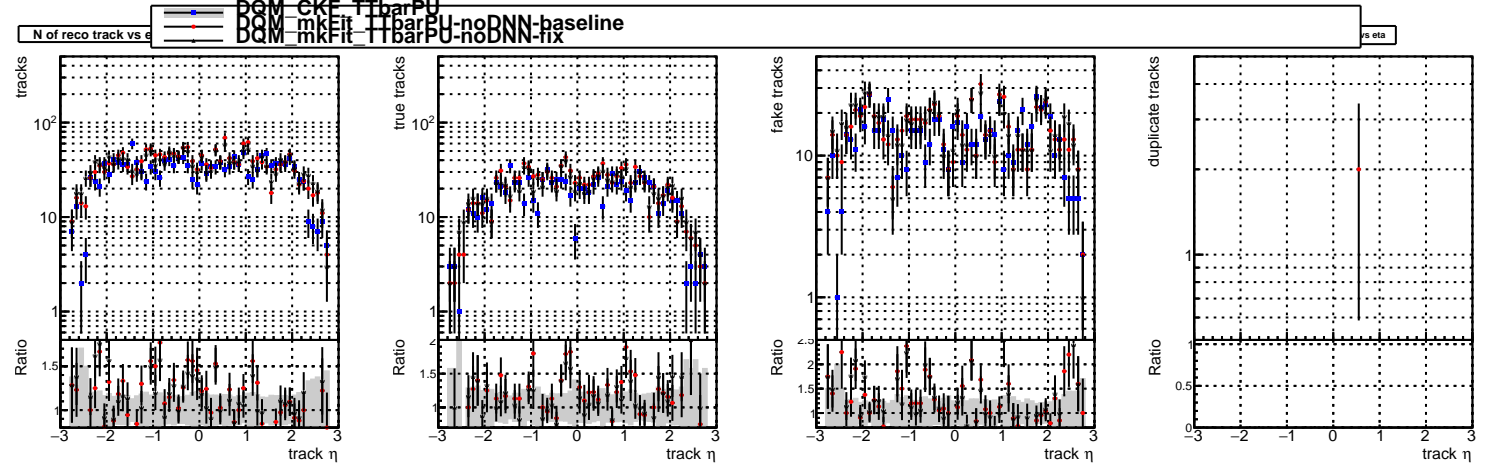 DQM_CKF_TTbarPU
DQM_mkFit_TTbarPU-noDNN-baseline
DQM_mkFit_TTbarPU-noDNN-fix
N of reco track vs e
vs eta
tracks
10²
10
1
Ratio
1.5
1
−3 −2 −1 0 1 2 3
track η
true tracks
10²
10
1
Ratio
2
1.5
1
−3 −2 −1 0 1 2 3
track η
fake tracks
10
1
Ratio
2.5
2
1.5
1
−3 −2 −1 0 1 2 3
track η
duplicate tracks
1
Ratio
1
0.5
0
−3 −2 −1 0 1 2 3
track η